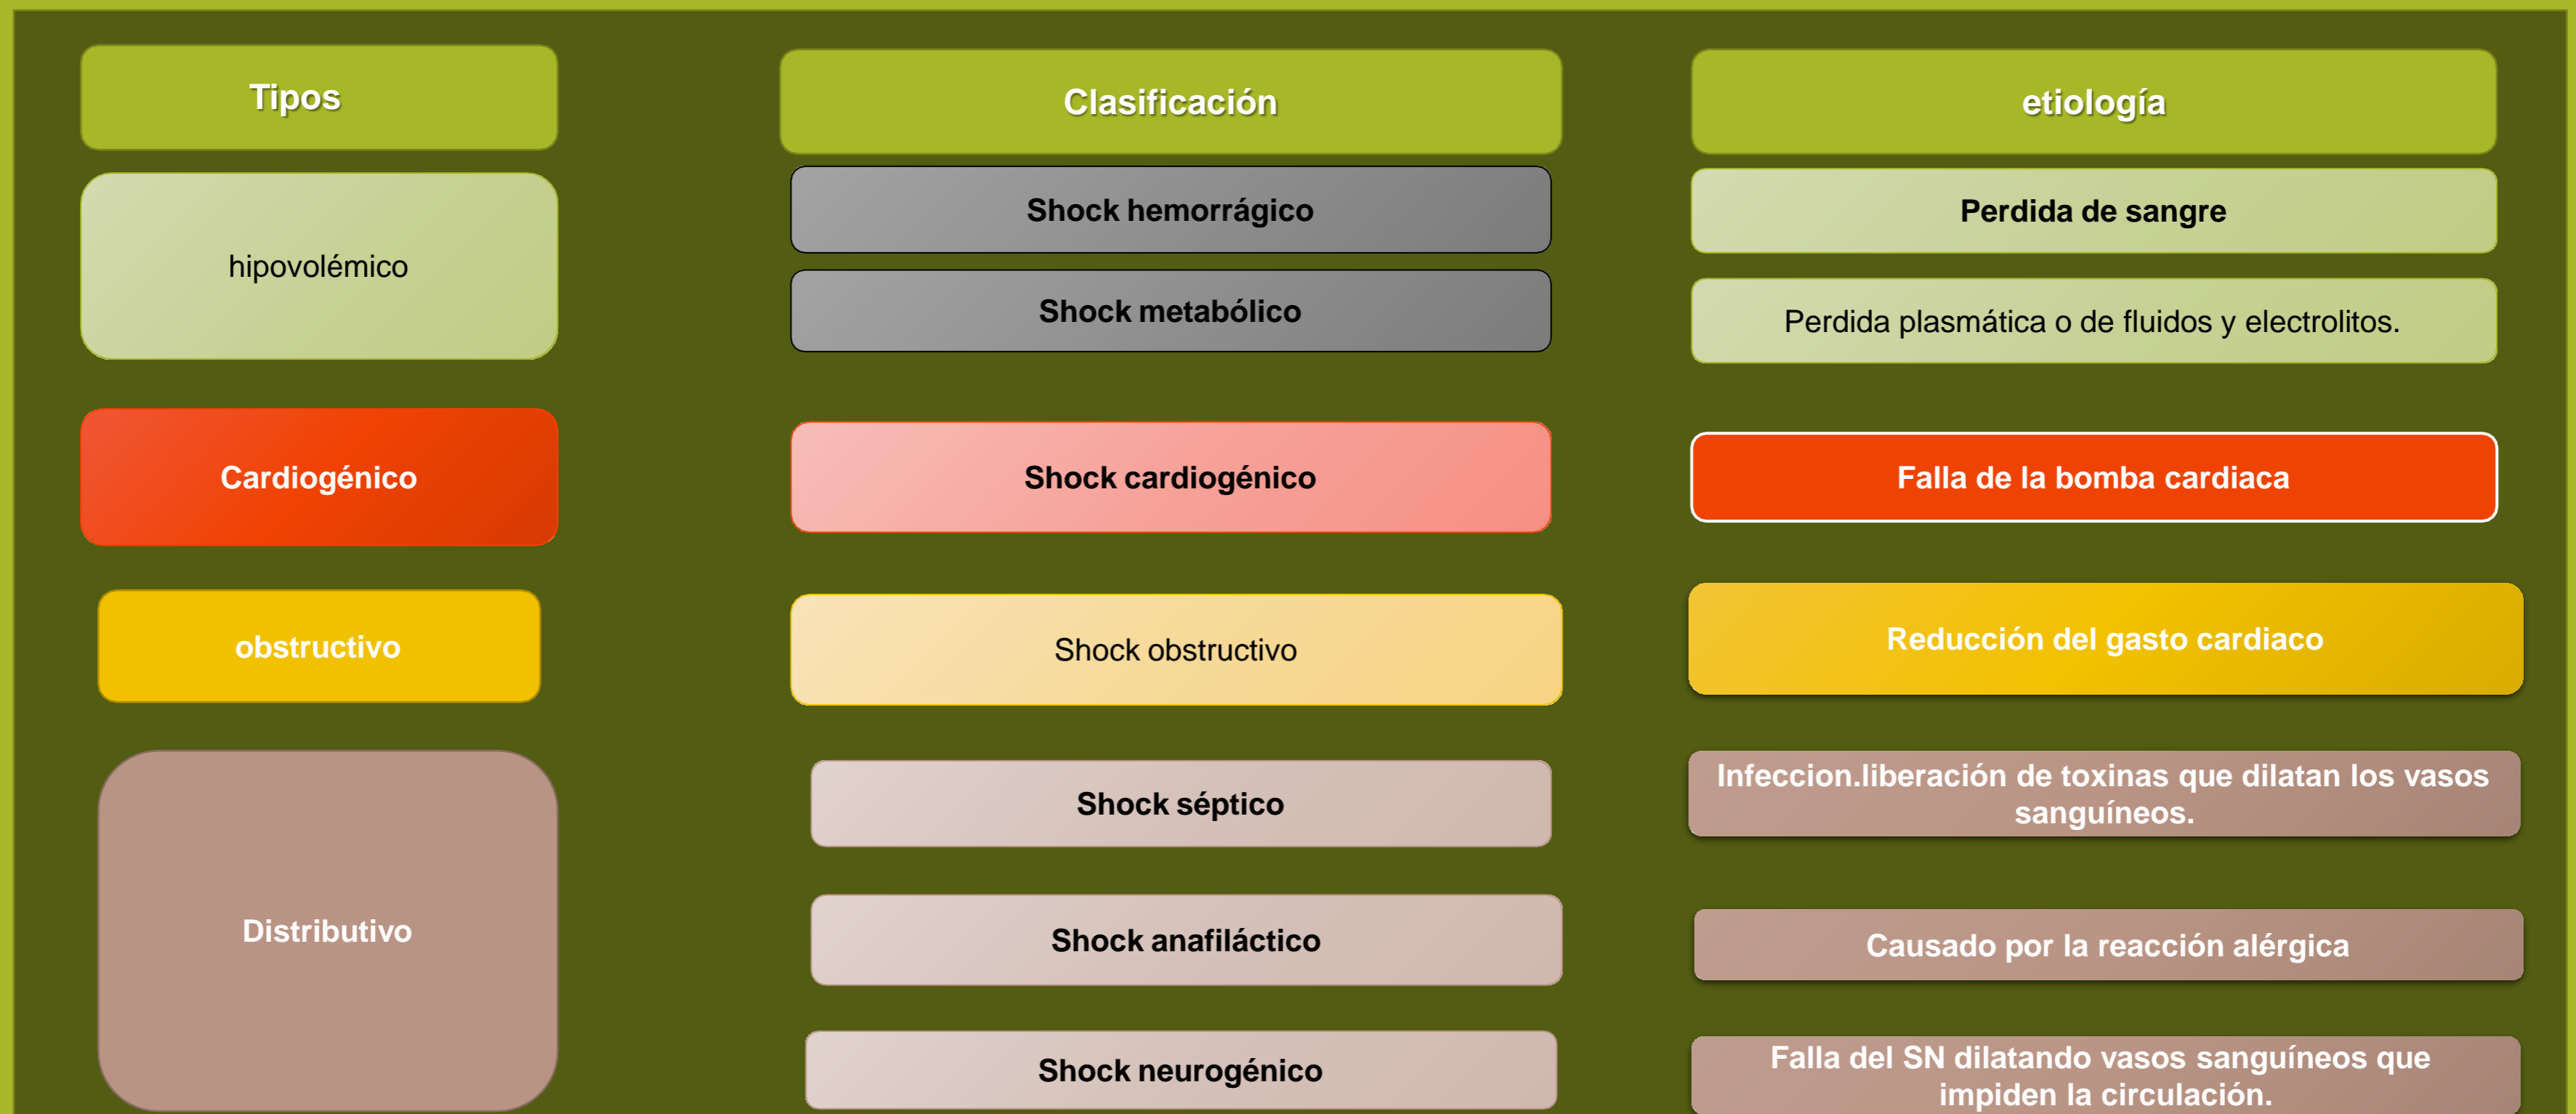 Tipos
Clasificación
etiología
hipovolémico
Shock hemorrágico
Perdida de sangre
Shock metabólico
Perdida plasmática o de fluidos y electrolitos.
Cardiogénico
Shock cardiogénico
Falla de la bomba cardiaca
obstructivo
Shock obstructivo
Reducción del gasto cardiaco
Distributivo
Shock séptico
Infeccion.liberación de toxinas que dilatan los vasos
sanguíneos.
Shock anafiláctico
Causado por la reacción alérgica
Shock neurogénico
Falla del SN dilatando vasos sanguíneos que
impiden la circulación.